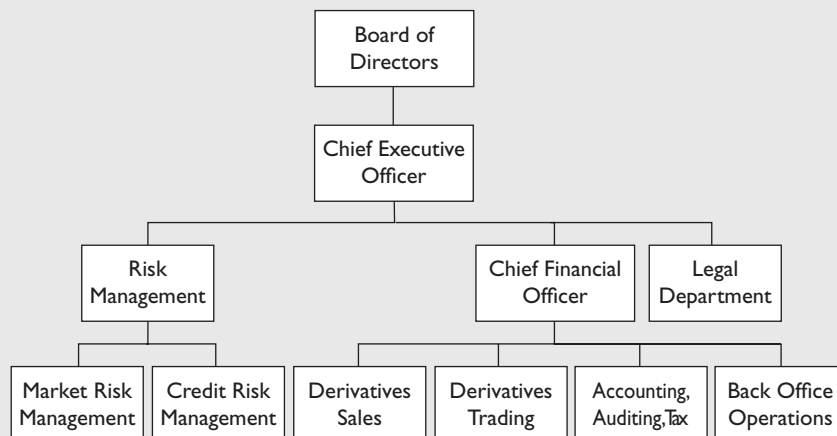 Board of
Directors
Chief Executive
Officer
Risk
Management
Chief Financial
Officer
Legal
Department
Market Risk
Management
Credit Risk
Management
Derivatives
Sales
Derivatives
Trading
Accounting,
Auditing,Tax
Back Office
Operations